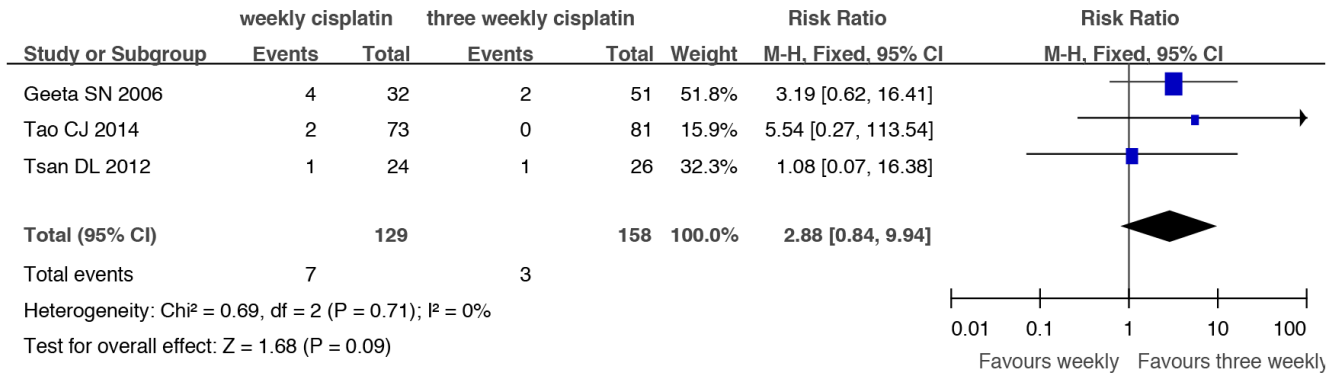 weekly cisplatin three weekly cisplatin Risk Ratio Risk Ratio
Study or Subgroup Events Total Events Total Weight M-H, Fixed, 95% CI M-H, Fixed, 95% CI
Geeta SN 2006 4 32 2 51 51.8% 3.19 [0.62, 16.41]
Tao CJ 2014 2 73 0 81 15.9% 5.54 [0.27, 113.54]
Tsan DL 2012 1 24 1 26 32.3% 1.08 [0.07, 16.38]
Total (95% CI) 129 158 100.0% 2.88 [0.84, 9.94]
Total events 7 3
Heterogeneity: Chi² = 0.69, df = 2 (P = 0.71); I² = 0%
Test for overall effect: Z = 1.68 (P = 0.09)
0.01 0.1 1 10 100
Favours weekly Favours three weekly